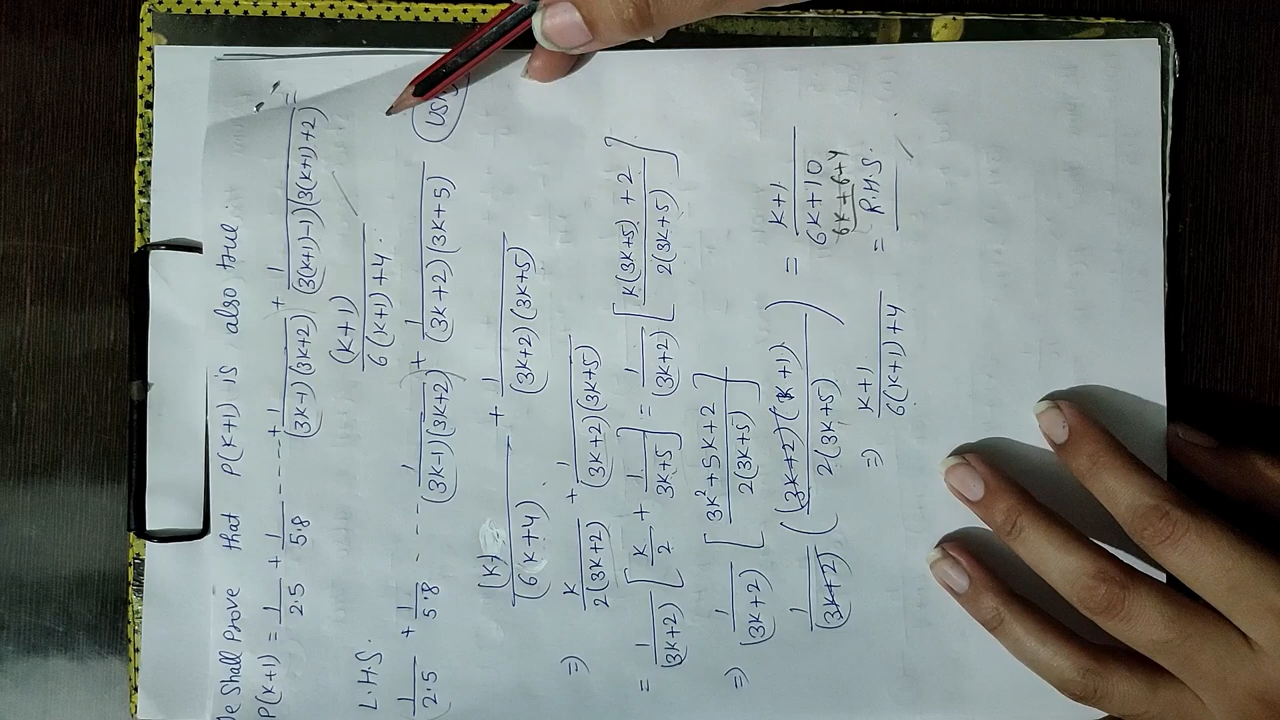 We Shall Prove that P(K+1) is also true.
P(K+1) = 1/2.5 + 1/5.8 ----+ 1/(3K-1)(3K+2) + 1/(3(K+1)-1)(3(K+1)+2) =
(K+1)/6(K+1)+4.
L.H.S.
1/2.5 + 1/5.8 - -- 1/(3K-1)(3K+2) + 1/(3K+2)(3K+5)
(K)/(6K+4) + 1/(3K+2)(3K+5)
=) K/2(3K+2) + 1/(3K+2)(3K+5)
= 1/(3K+2) [K/2 + 1/3K+5] = 1/(3K+2) [K(3K+5)+2/2(3K+5)]
=) 1/(3K+2) [3K²+5K+2/2(3K+5)]
1/(3K+2) ((3K+2)(K+1)/2(3K+5)) = K+1/6K+10
6K+6+4
=) K+1/6(K+1)+4 = R.H.S.